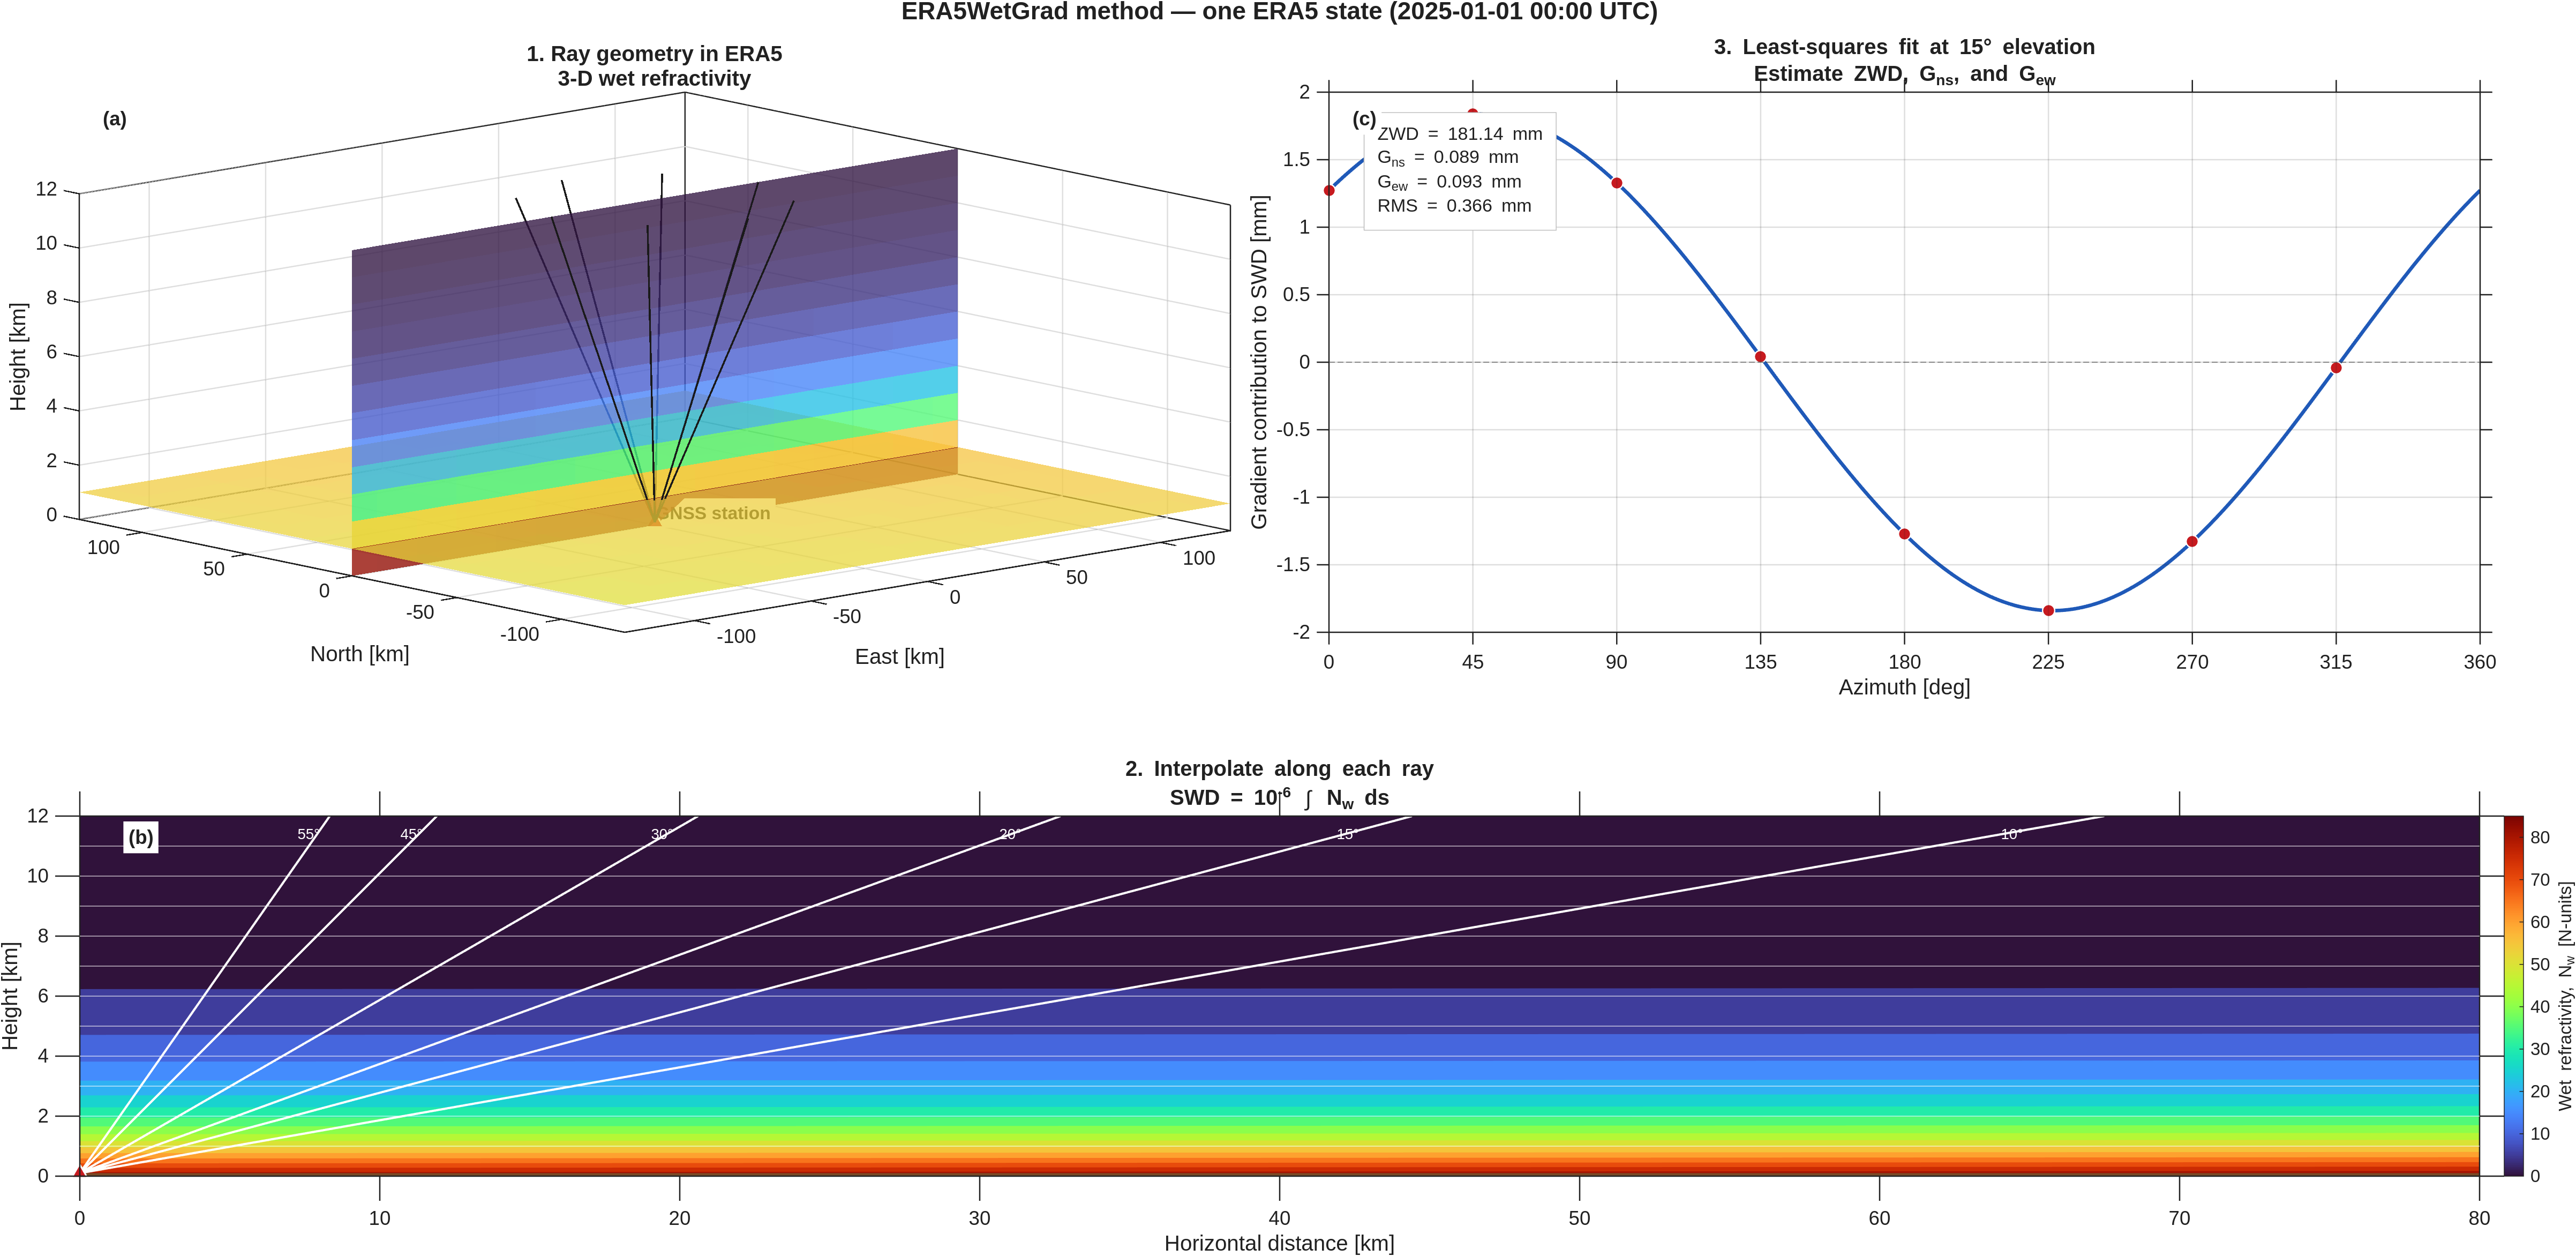 ERA5WetGrad method — one ERA5 state (2025-01-01 00:00 UTC)
1. Ray geometry in ERA5
3-D wet refractivity
(a)
12
10
8
6
4
2
0
Height [km]
100
50
0
-50
-100
North [km]
-100
-50
0
50
100
East [km]
GNSS station
3. Least-squares fit at 15° elevation
Estimate ZWD, Gns, and Gew
(c)
ZWD = 181.14 mm
Gns = 0.089 mm
Gew = 0.093 mm
RMS = 0.366 mm
2
1.5
1
0.5
0
-0.5
-1
-1.5
-2
Gradient contribution to SWD [mm]
0 45 90 135 180 225 270 315 360
Azimuth [deg]
2. Interpolate along each ray
SWD = 10-6 ∫ Nw ds
(b)
55° 45° 30° 20° 15° 10°
12
10
8
6
4
2
0
Height [km]
0 10 20 30 40 50 60 70 80
Horizontal distance [km]
80
70
60
50
40
30
20
10
0
Wet refractivity, Nw [N-units]